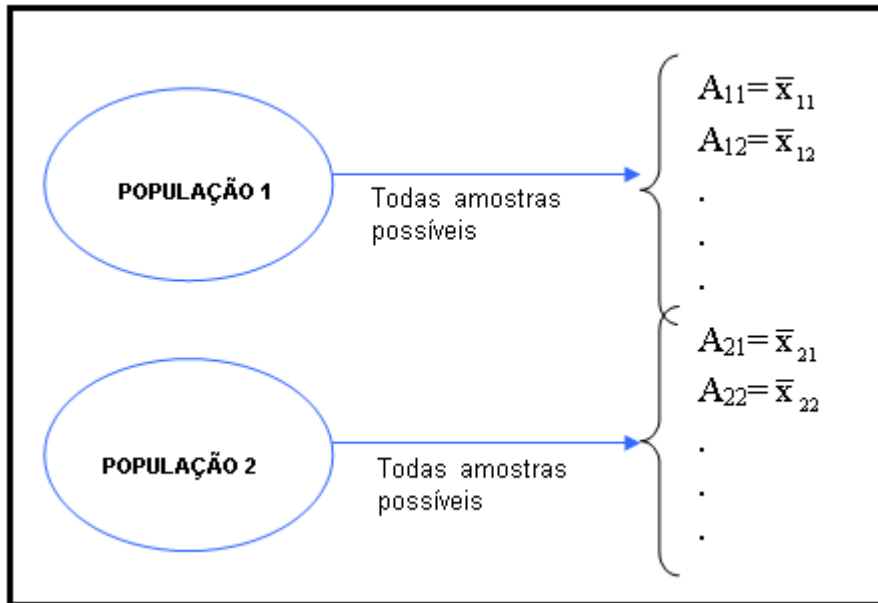 A₁₁= x̅₁₁
A₁₂= x̅₁₂
POPULAÇÃO 1
Todas amostras
possíveis
.
.
.
A₂₁= x̅₂₁
A₂₂= x̅₂₂
POPULAÇÃO 2
Todas amostras
possíveis
.
.
.